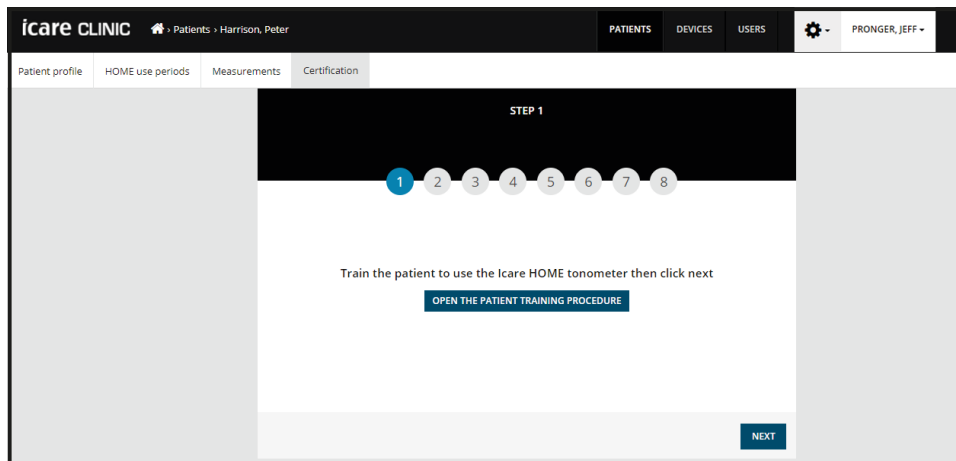 icare CLINIC › Patients › Harrison, Peter PATIENTS DEVICES USERS PRONGER, JEFF
Patient profile HOME use periods Measurements Certification
STEP 1
1 2 3 4 5 6 7 8
Train the patient to use the Icare HOME tonometer then click next
OPEN THE PATIENT TRAINING PROCEDURE
NEXT